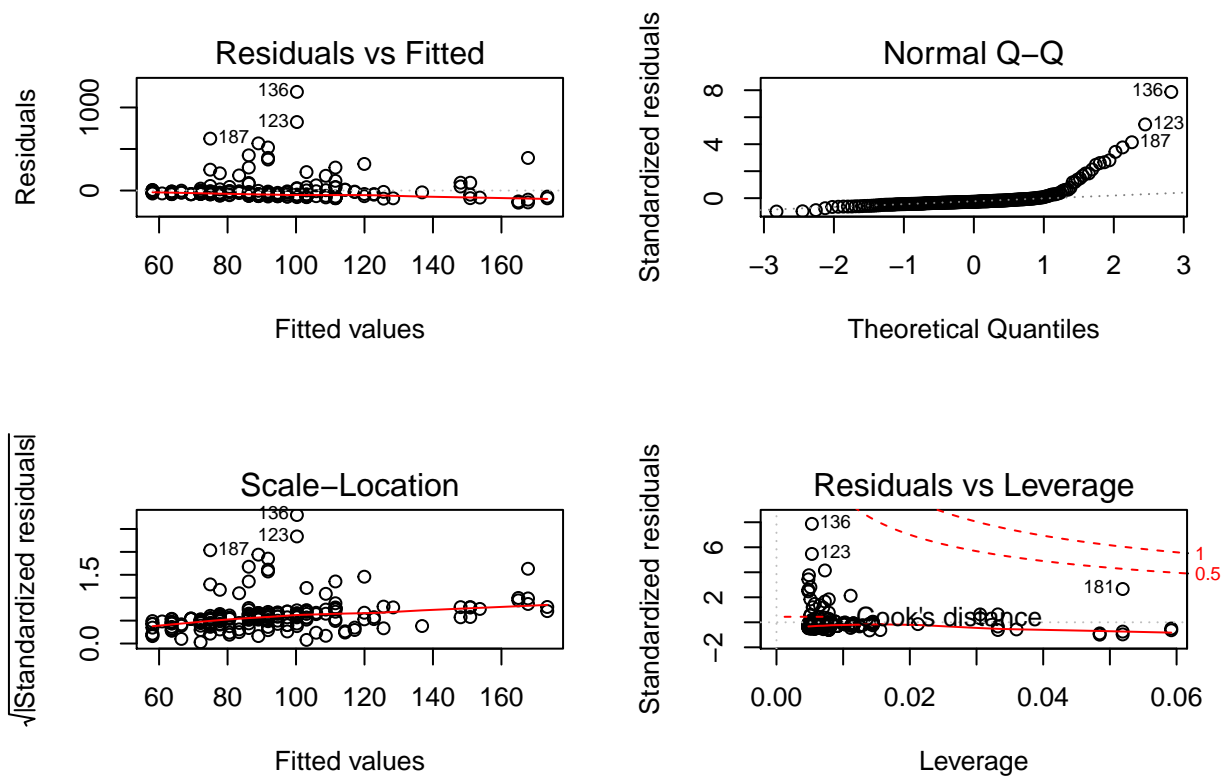 Residuals vs Fitted
Residuals
0 1000
136
123
187
60 80 100 120 140 160
Fitted values
Normal Q−Q
Standardized residuals
0 4 8
136
123
187
−3 −2 −1 0 1 2 3
Theoretical Quantiles
Scale−Location
√|Standardized residuals|
0.0 1.5
136
123
187
60 80 100 120 140 160
Fitted values
Residuals vs Leverage
Standardized residuals
−2 2 6
136
123
181
1
0.5
Cook's distance
0.00 0.02 0.04 0.06
Leverage